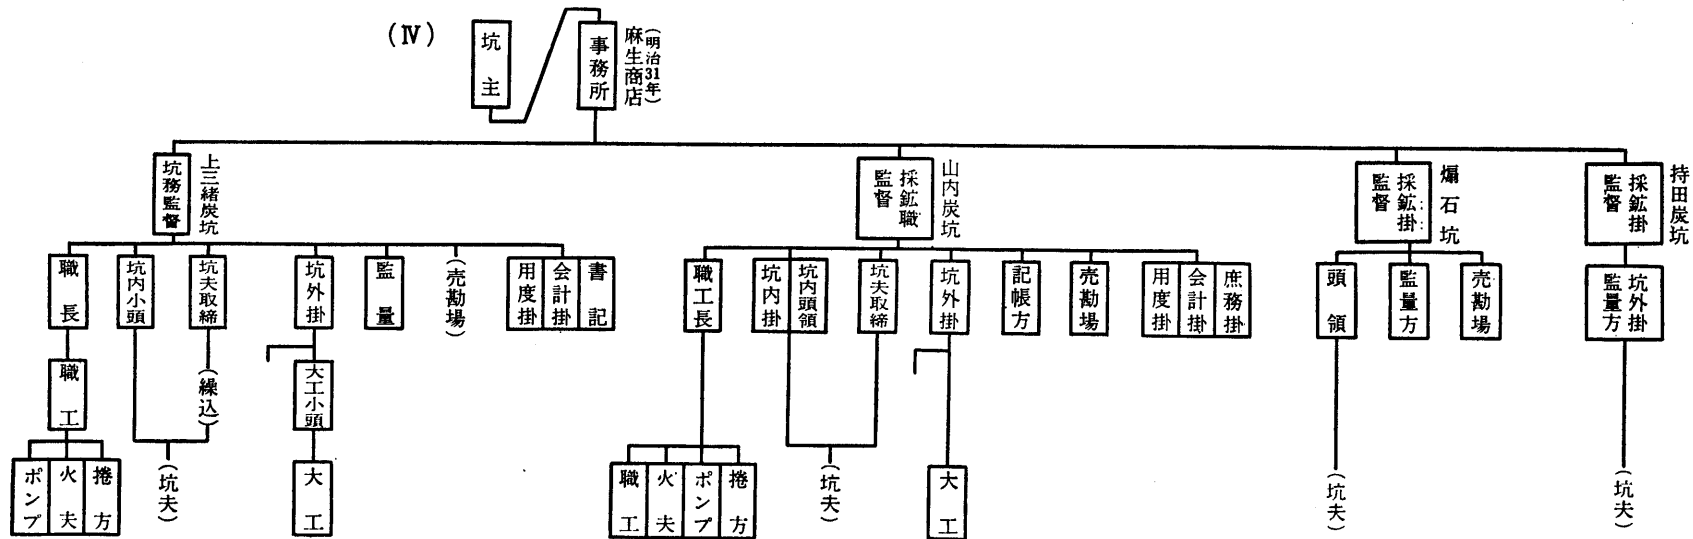 (Ⅳ)
坑主
事務所
麻生商店
(明治31年)
上三緒炭坑
坑務監督
職長
職工
ポンプ
火夫
捲方
坑内小頭
坑夫取締
(繰込)
(坑夫)
坑外掛
大工小頭
大工
監量
(売勘場)
用度掛
会計掛
書記
山内炭坑
採鉱職
監督
職工長
職工
火夫
ポンプ
捲方
坑内掛
坑内頭領
坑夫取締
(坑夫)
坑外掛
大工
記帳方
売勘場
用度掛
会計掛
庶務掛
煽石坑
採鉱掛
監督
頭領
(坑夫)
監量方
売勘場
持田炭坑
採鉱掛
監督
坑外掛
監量方
(坑夫)